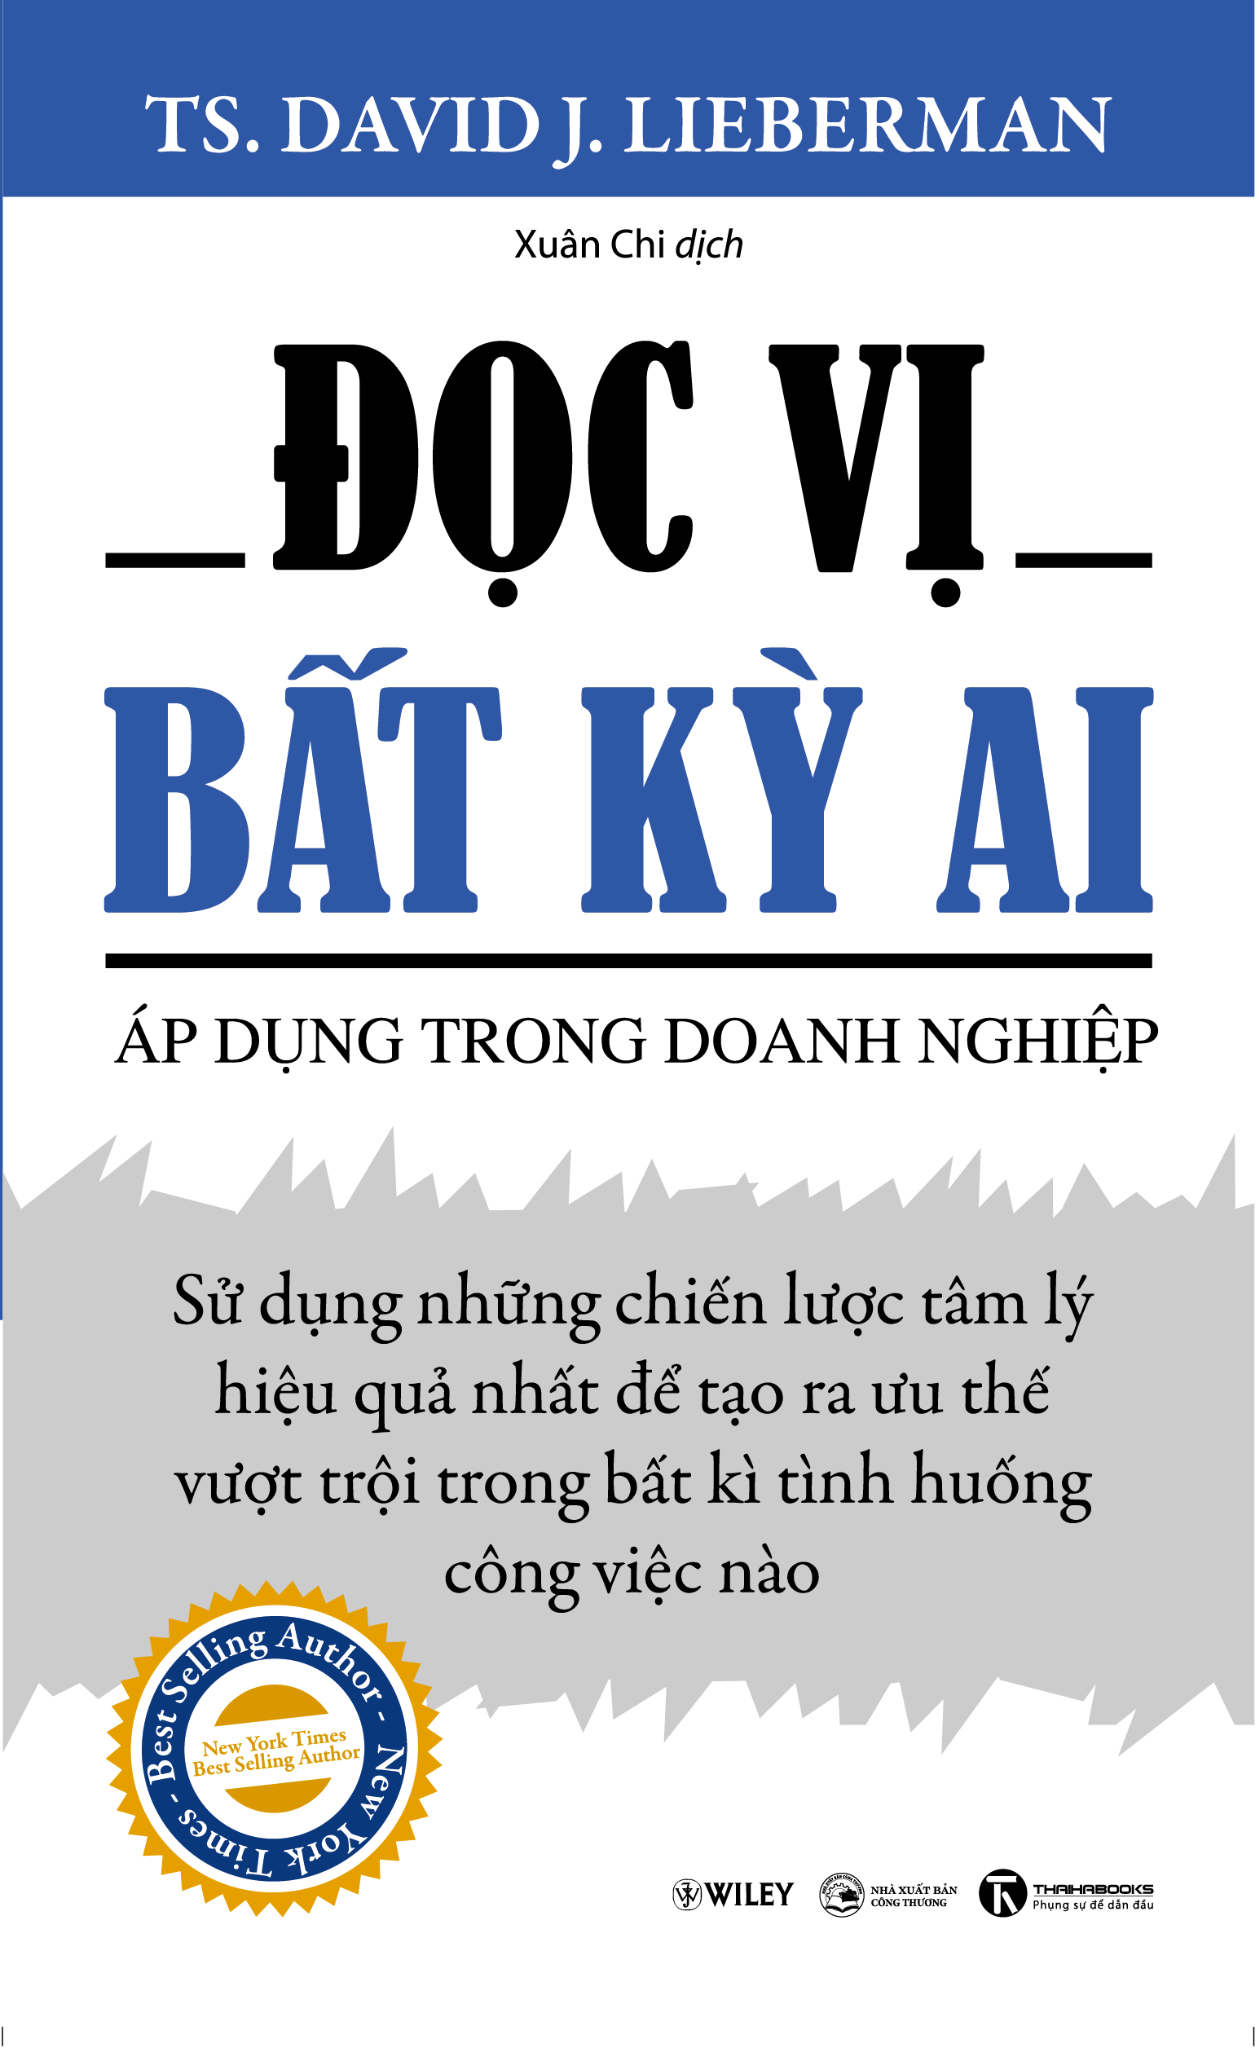 TS. DAVID J. LIEBERMAN
Xuân Chi dịch
ĐỌC VỊ
BẤT KỲ AI
ÁP DỤNG TRONG DOANH NGHIỆP
Sử dụng những chiến lược tâm lý
hiệu quả nhất để tạo ra ưu thế
vượt trội trong bất kì tình huống
công việc nào
Best Selling Author - New York Times -
New York Times
Best Selling Author
WILEY
NHÀ XUẤT BẢN
CÔNG THƯƠNG
THAIHABOOKS
Phụng sự để dẫn đầu